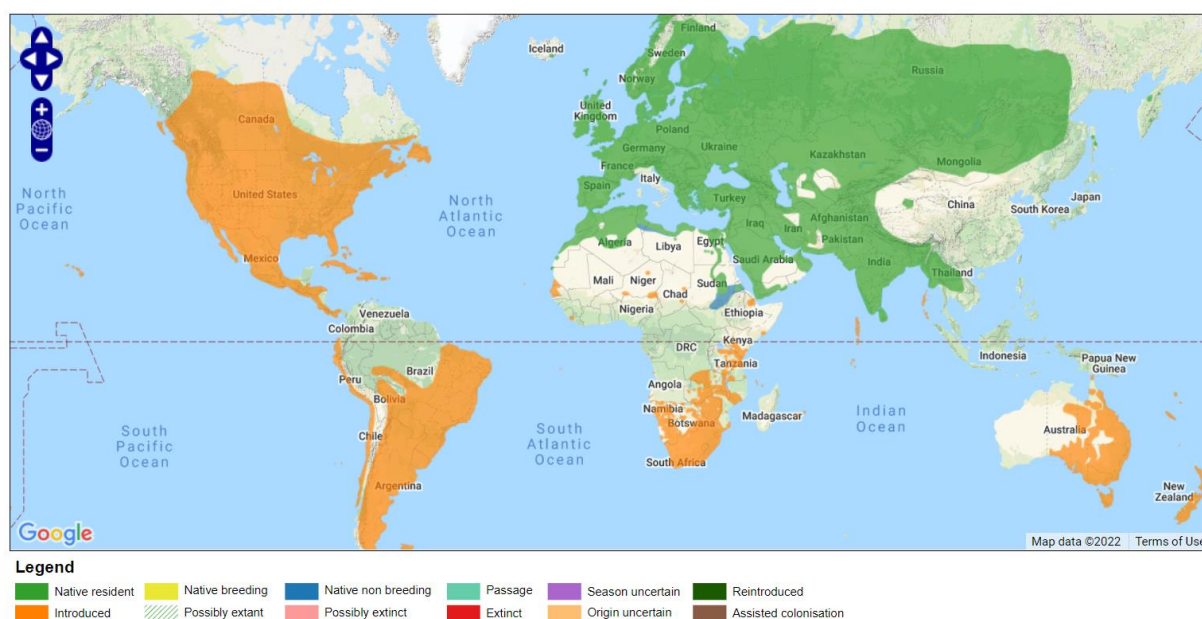 Iceland
Finland
Sweden
Norway
Russia
Canada
United
Kingdom
Poland
Germany
Ukraine
France
Kazakhstan
Mongolia
North
Pacific
Ocean
United States
North
Atlantic
Ocean
Spain
Italy
Turkey
China
South Korea
Japan
Iraq
Iran
Afghanistan
Pakistan
Algeria
Libya
Egypt
Mexico
Saudi Arabia
India
Mali
Niger
Chad
Sudan
Thailand
Nigeria
Ethiopia
Venezuela
Colombia
DRC
Kenya
Indonesia
Papua New
Guinea
Tanzania
Peru
Brazil
Angola
Bolivia
Namibia
Botswana
Madagascar
Indian
Ocean
Australia
South
Pacific
Ocean
Chile
South
Atlantic
Ocean
South Africa
Argentina
New
Zealand
Google
Map data ©2022 Terms of Use
Legend
Native resident Native breeding Native non breeding Passage Season uncertain Reintroduced
Introduced Possibly extant Possibly extinct Extinct Origin uncertain Assisted colonisation